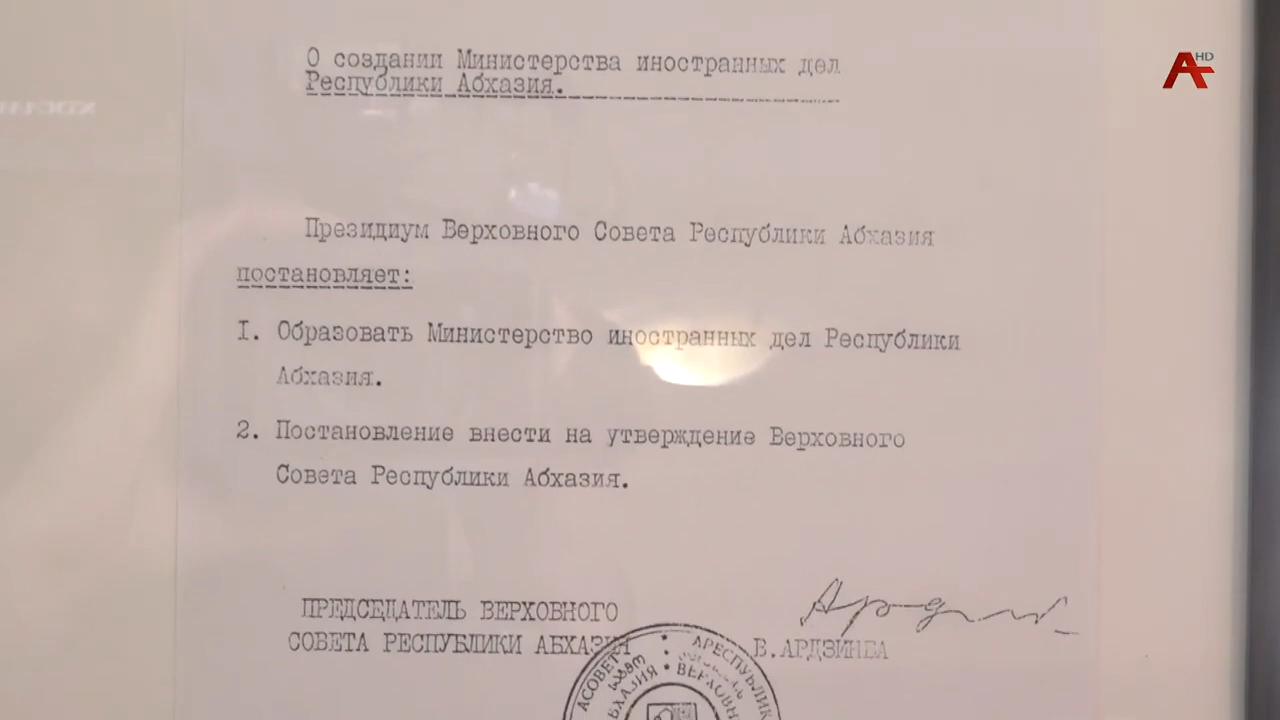 О создании Министерства иностранных дел
Республики Абхазия.
HD
Президиум Верховного Совета Республики Абхазия
постановляет:
I. Образовать Министерство иностранных дел Республики
Абхазия.
2. Постановление внести на утверждение Верховного
Совета Республики Абхазия.
ПРЕДСЕДАТЕЛЬ ВЕРХОВНОГО
СОВЕТА РЕСПУБЛИКИ АБХАЗИЯ
В.АРДЗИНБА